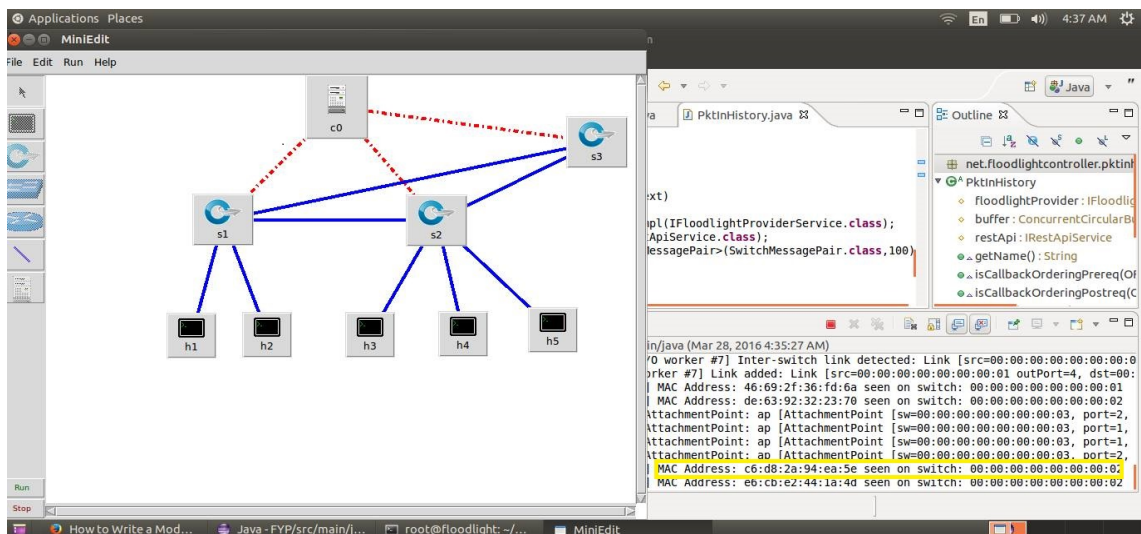 Applications Places
En
4:37 AM
MiniEdit
File Edit Run Help
c0
s3
s1
s2
h1
h2
h3
h4
h5
Run
Stop
Java
PktInHistory.java
Outline
net.floodlightcontroller.pktinh
PktInHistory
floodlightProvider : IFloodlig
buffer : ConcurrentCircularBu
restApi : IRestApiService
getName() : String
isCallbackOrderingPrereq(OF
isCallbackOrderingPostreq(O
ext)
mpl(IFloodlightProviderService.class);
tApiService.class);
MessagePair>(SwitchMessagePair.class,100)
in/java (Mar 28, 2016 4:35:27 AM)
/O worker #7] Inter-switch link detected: Link [src=00:00:00:00:00:00:00:0
orker #7] Link added: Link [src=00:00:00:00:00:00:00:01 outPort=4, dst=00:
MAC Address: 46:69:2f:36:fd:6a seen on switch: 00:00:00:00:00:00:00:01
MAC Address: de:63:92:32:23:70 seen on switch: 00:00:00:00:00:00:00:02
AttachmentPoint: ap [AttachmentPoint [sw=00:00:00:00:00:00:00:03, port=2,
AttachmentPoint: ap [AttachmentPoint [sw=00:00:00:00:00:00:00:03, port=1,
AttachmentPoint: ap [AttachmentPoint [sw=00:00:00:00:00:00:00:03, port=1,
AttachmentPoint: ap [AttachmentPoint [sw=00:00:00:00:00:00:00:03, port=2,
MAC Address: c6:d8:2a:94:ea:5e seen on switch: 00:00:00:00:00:00:00:02
MAC Address: e6:cb:e2:44:1a:4d seen on switch: 00:00:00:00:00:00:00:02
How to Write a Mod...
Java - FYP/src/main/j...
root@floodlight: ~/...
MiniEdit